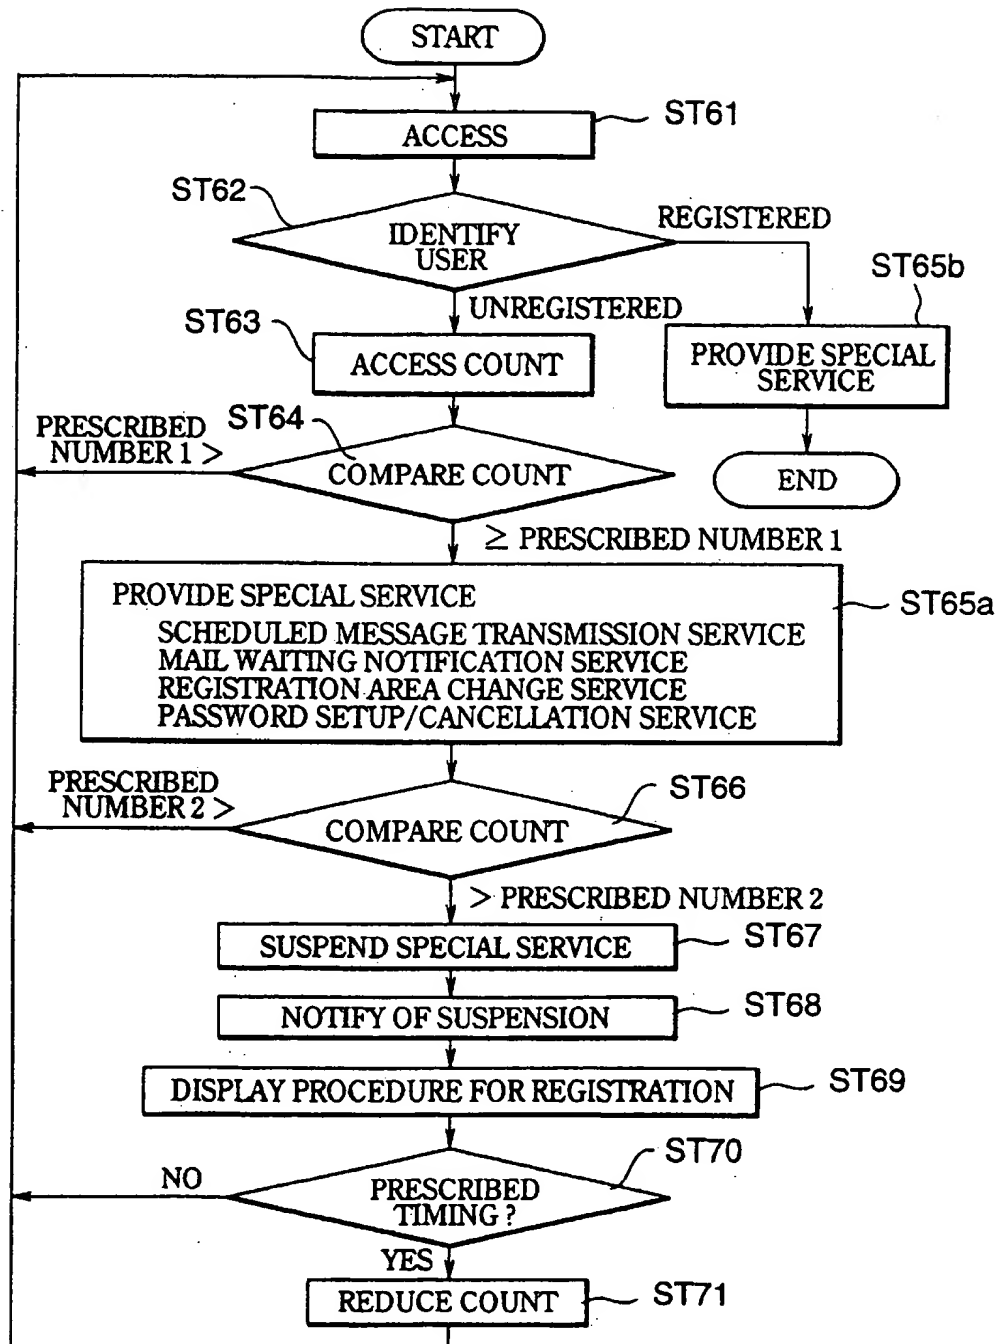 START
ACCESS
ST61
ST62
IDENTIFY
USER
REGISTERED
ST65b
PROVIDE SPECIAL
SERVICE
END
UNREGISTERED
ST63
ACCESS COUNT
ST64
PRESCRIBED
NUMBER 1 >
COMPARE COUNT
≥ PRESCRIBED NUMBER 1
PROVIDE SPECIAL SERVICE
SCHEDULED MESSAGE TRANSMISSION SERVICE
MAIL WAITING NOTIFICATION SERVICE
REGISTRATION AREA CHANGE SERVICE
PASSWORD SETUP/CANCELLATION SERVICE
ST65a
PRESCRIBED
NUMBER 2 >
COMPARE COUNT
ST66
> PRESCRIBED NUMBER 2
SUSPEND SPECIAL SERVICE
ST67
NOTIFY OF SUSPENSION
ST68
DISPLAY PROCEDURE FOR REGISTRATION
ST69
ST70
NO
PRESCRIBED
TIMING ?
YES
REDUCE COUNT
ST71